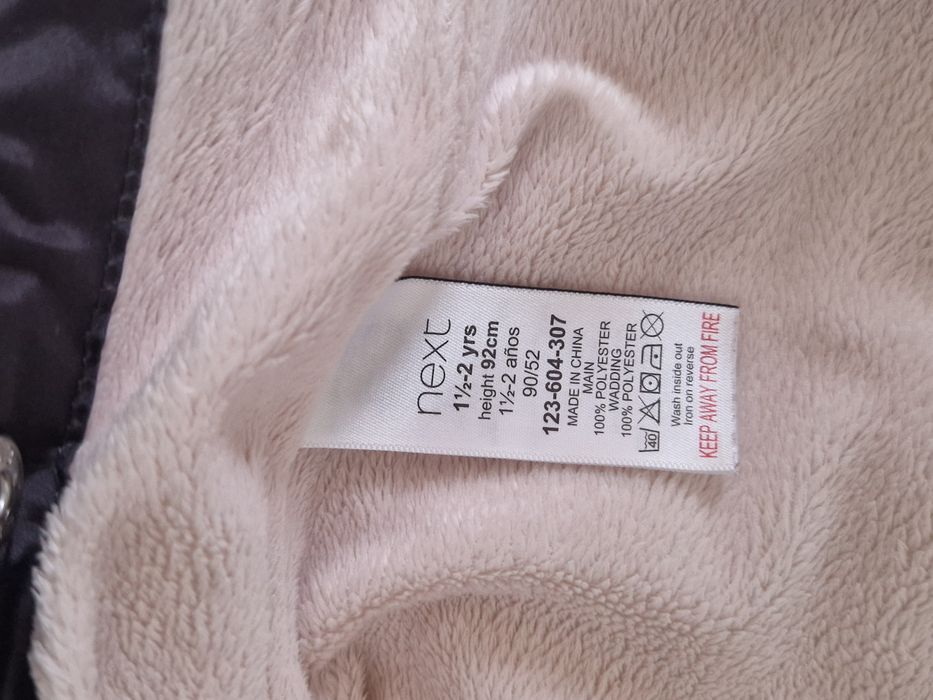 next
1½-2 yrs
height 92cm
1½-2 años
90/52
123-604-307
MADE IN CHINA
MAIN
100% POLYESTER
WADDING
100% POLYESTER
40
Wash inside out
Iron on reverse
KEEP AWAY FROM FIRE